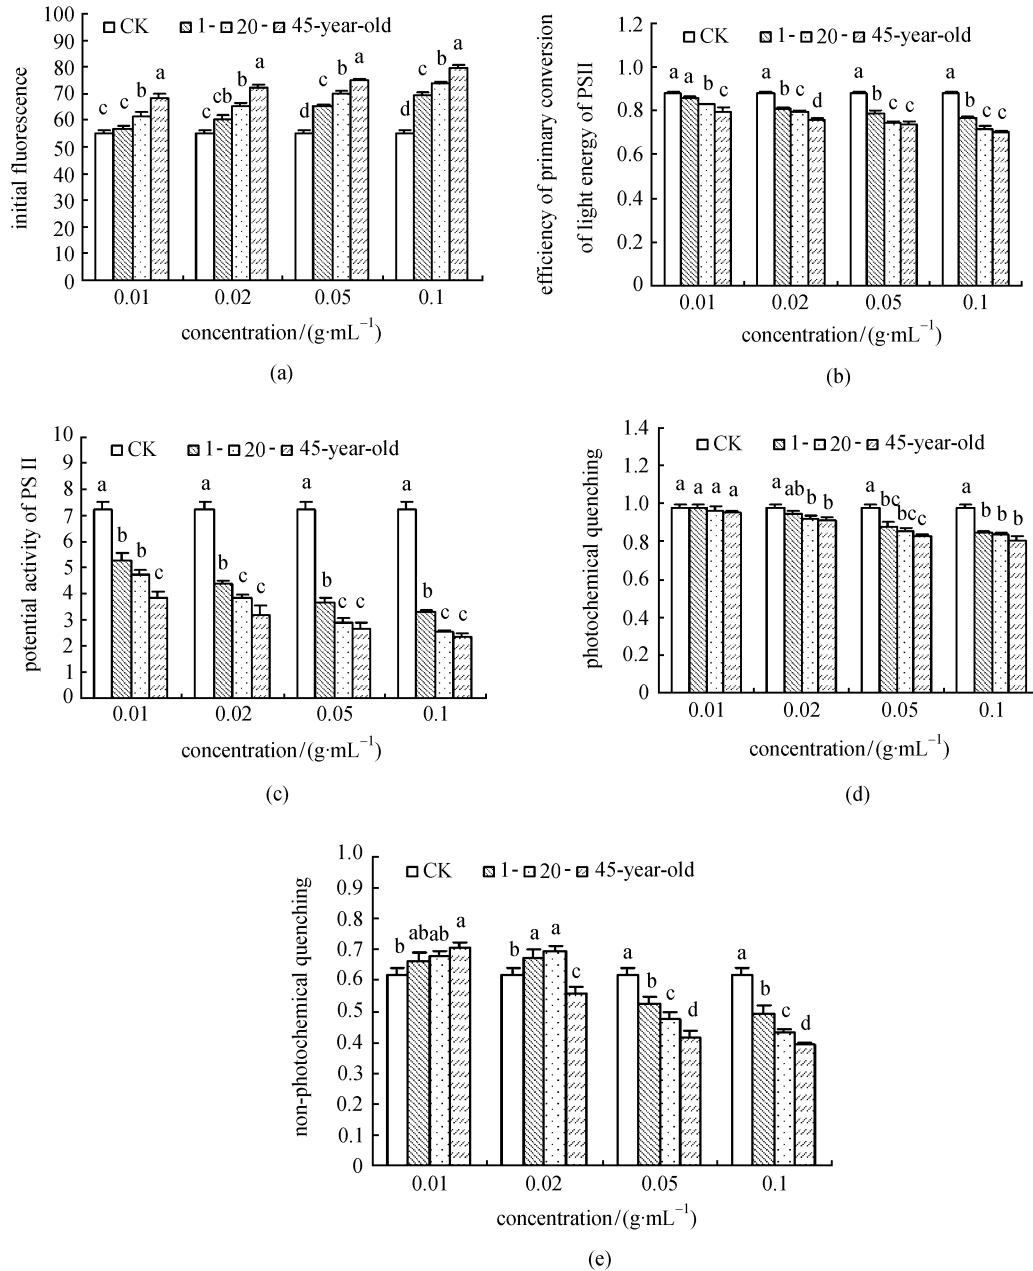 initial fluorescence
100
90
80
70
60
50
40
30
20
10
0
CK 1- 20- 45-year-old
c c b a
c cb b a
d c b a
d c b a
0.01 0.02 0.05 0.1
concentration/(g·mL⁻¹)
(a)
efficiency of primary conversion
of light energy of PSII
1.2
1.0
0.8
0.6
0.4
0.2
0
CK 1- 20- 45-year-old
a a b c
a b c d
a b c c
a b c c
0.01 0.02 0.05 0.1
concentration/(g·mL⁻¹)
(b)
potential activity of PS II
10
9
8
7
6
5
4
3
2
1
0
CK 1- 20- 45-year-old
a b b c
a b c c
a b c c
a b c c
0.01 0.02 0.05 0.1
concentration/(g·mL⁻¹)
(c)
photochemical quenching
1.4
1.2
1.0
0.8
0.6
0.4
0.2
0
CK 1- 20- 45-year-old
a a a a
a ab b b
a bc bc c
a b b b
0.01 0.02 0.05 0.1
concentration/(g·mL⁻¹)
(d)
non-photochemical quenching
1.0
0.9
0.8
0.7
0.6
0.5
0.4
0.3
0.2
0.1
0
CK 1- 20- 45-year-old
b ab ab a
b a a c
a b c d
a b c d
0.01 0.02 0.05 0.1
concentration/(g·mL⁻¹)
(e)